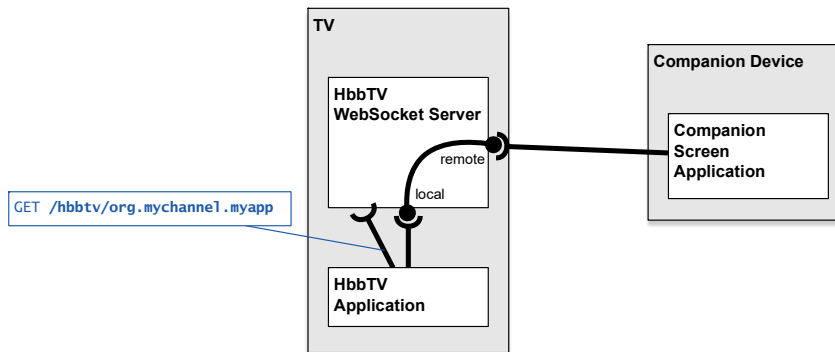 TV
HbbTV
WebSocket Server
remote
local
GET /hbbtv/org.mychannel.myapp
HbbTV
Application
Companion Device
Companion
Screen
Application